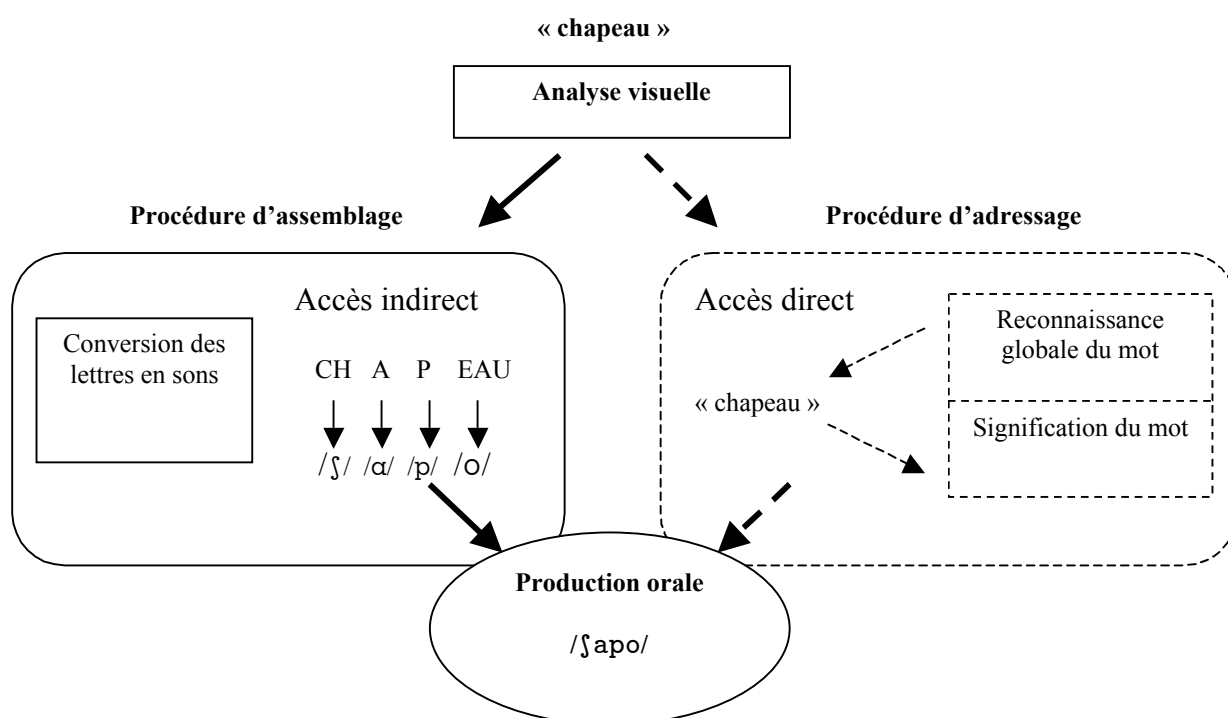 « chapeau »
Analyse visuelle
Procédure d’assemblage
Procédure d’adressage
Accès indirect
Conversion des
lettres en sons
CH A P EAU
/ʃ/ /ɑ/ /p/ /o/
Accès direct
« chapeau »
Reconnaissance
globale du mot
Signification du mot
Production orale
/ʃapo/